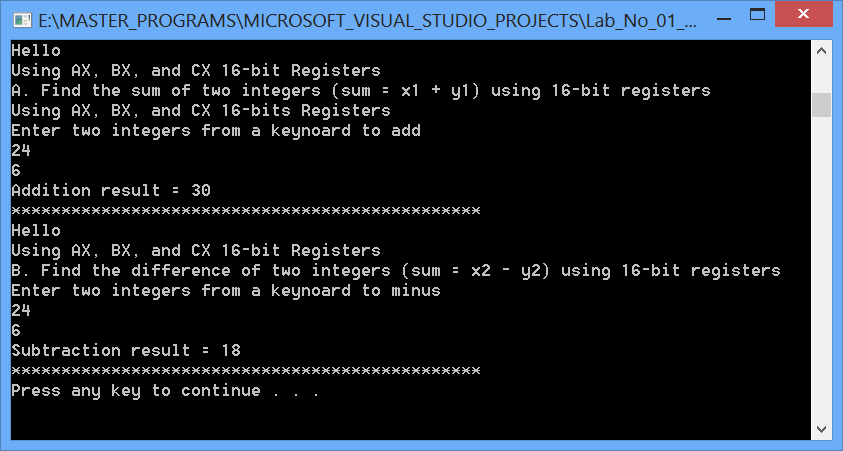 E:\MASTER_PROGRAMS\MICROSOFT_VISUAL_STUDIO_PROJECTS\Lab_No_01_...
Hello
Using AX, BX, and CX 16-bit Registers
A. Find the sum of two integers (sum = x1 + y1) using 16-bit registers
Using AX, BX, and CX 16-bits Registers
Enter two integers from a keynoard to add
24
6
Addition result = 30
***********************************************
Hello
Using AX, BX, and CX 16-bit Registers
B. Find the difference of two integers (sum = x2 - y2) using 16-bit registers
Enter two integers from a keynoard to minus
24
6
Subtraction result = 18
***********************************************
Press any key to continue . . .